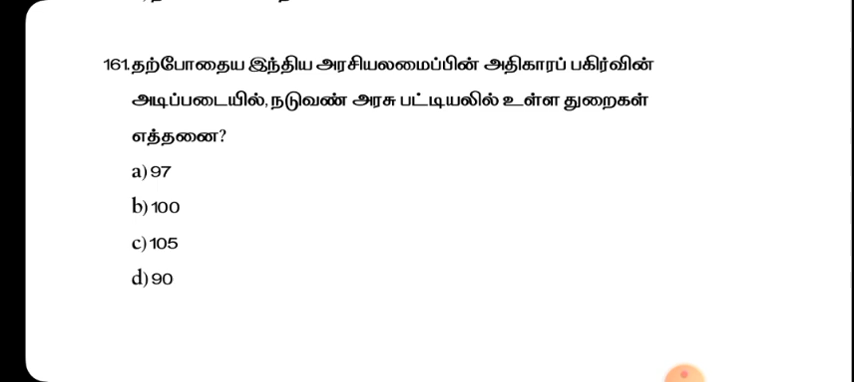 161.தற்போதைய இந்திய அரசியலமைப்பின் அதிகாரப் பகிர்வின்
அடிப்படையில், நடுவண் அரசு பட்டியலில் உள்ள துறைகள்
எத்தனை?
a) 97
b) 100
c) 105
d) 90